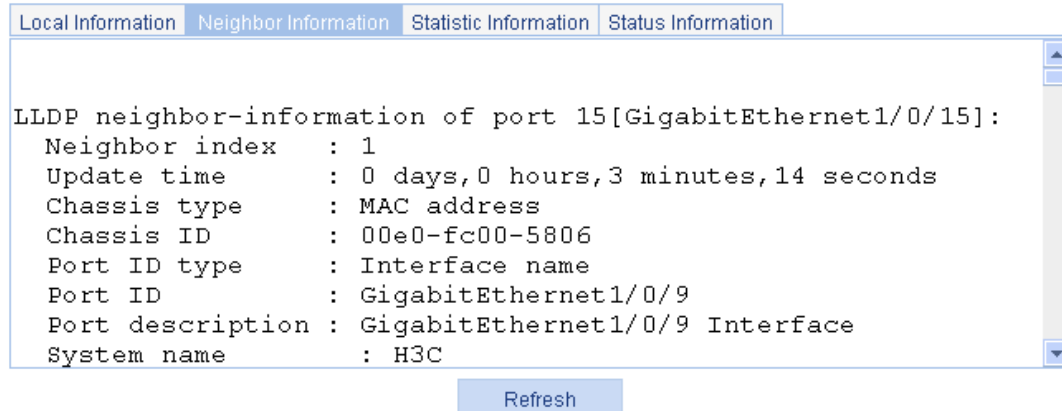 Local Information Neighbor Information Statistic Information Status Information
LLDP neighbor-information of port 15[GigabitEthernet1/0/15]:
Neighbor index : 1
Update time : 0 days,0 hours,3 minutes,14 seconds
Chassis type : MAC address
Chassis ID : 00e0-fc00-5806
Port ID type : Interface name
Port ID : GigabitEthernet1/0/9
Port description : GigabitEthernet1/0/9 Interface
System name : H3C
Refresh